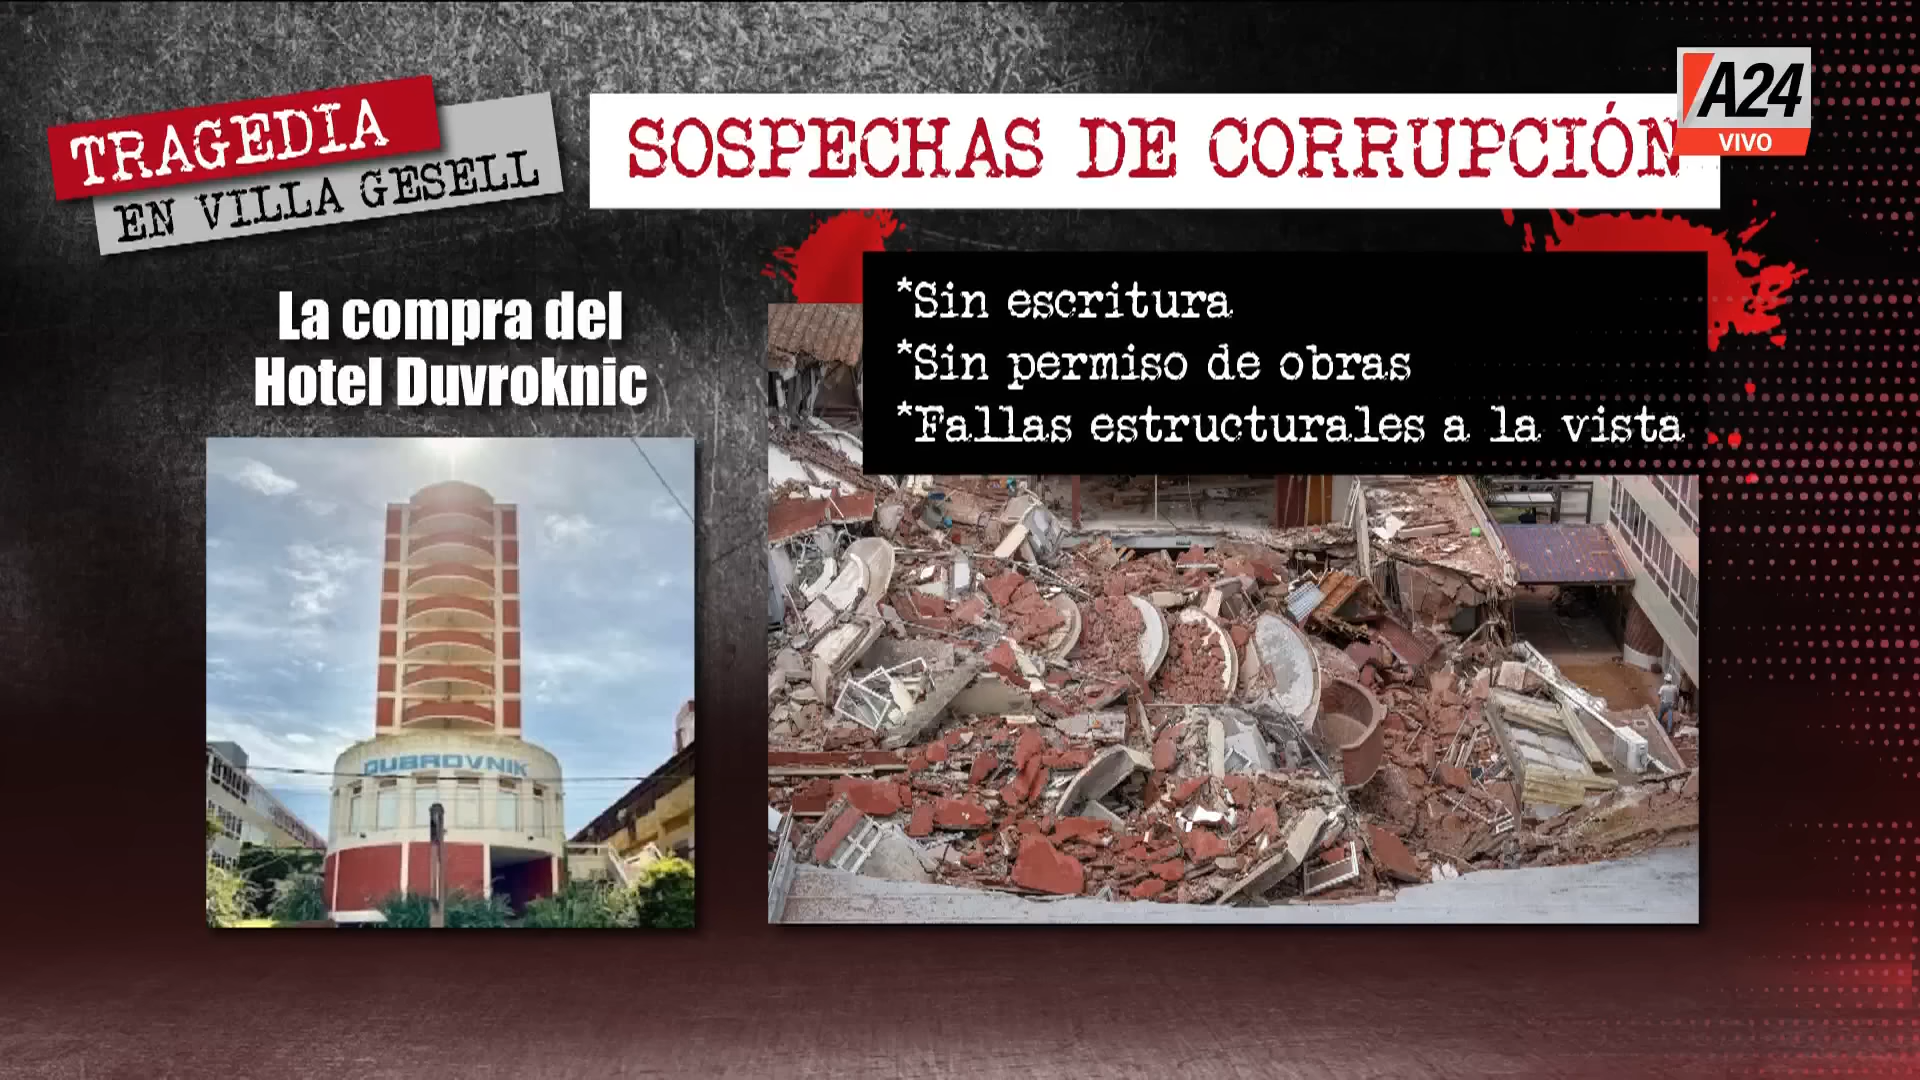 TRAGEDIA
EN VILLA GESELL
SOSPECHAS DE CORRUPCIÓN
A24
VIVO
La compra del
Hotel Duvroknic
*Sin escritura
*Sin permiso de obras
*Fallas estructurales a la vista
DUBROVNIK